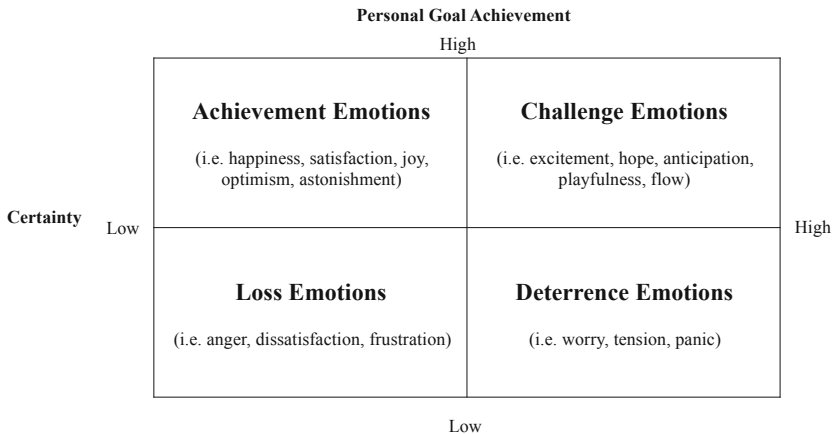 Personal Goal Achievement
High
Achievement Emotions
(i.e. happiness, satisfaction, joy,
optimism, astonishment)
Challenge Emotions
(i.e. excitement, hope, anticipation,
playfulness, flow)
Certainty
Low
High
Loss Emotions
(i.e. anger, dissatisfaction, frustration)
Deterrence Emotions
(i.e. worry, tension, panic)
Low